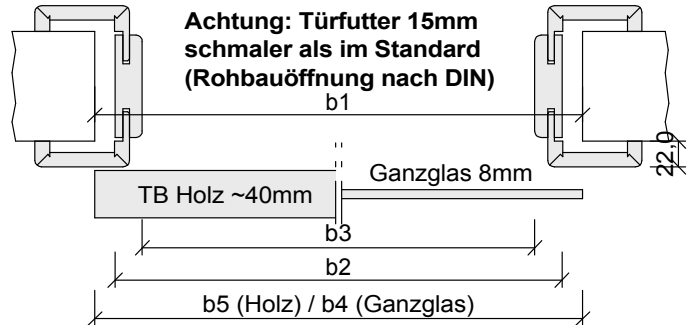 Achtung: Türfutter 15mm
schmaler als im Standard
(Rohbauöffnung nach DIN)
b1
22,0
Ganzglas 8mm
TB Holz ~40mm
b3
b2
b5 (Holz) / b4 (Ganzglas)